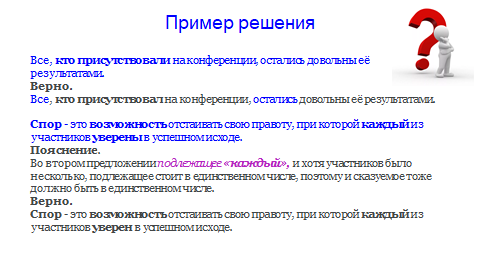 Пример решения
Все, кто присутствовали на конференции, остались довольны её
результатами.
Верно.
Все, кто присутствовал на конференции, остались довольны её результатами.
Спор - это возможность отстаивать свою правоту, при которой каждый из
участников уверены в успешном исходе.
Пояснение.
Во втором предложении подлежащее «каждый», и хотя участников было
несколько, подлежащее стоит в единственном числе, поэтому и сказуемое тоже
должно быть в единственном числе.
Верно.
Спор - это возможность отстаивать свою правоту, при которой каждый из
участников уверен в успешном исходе.